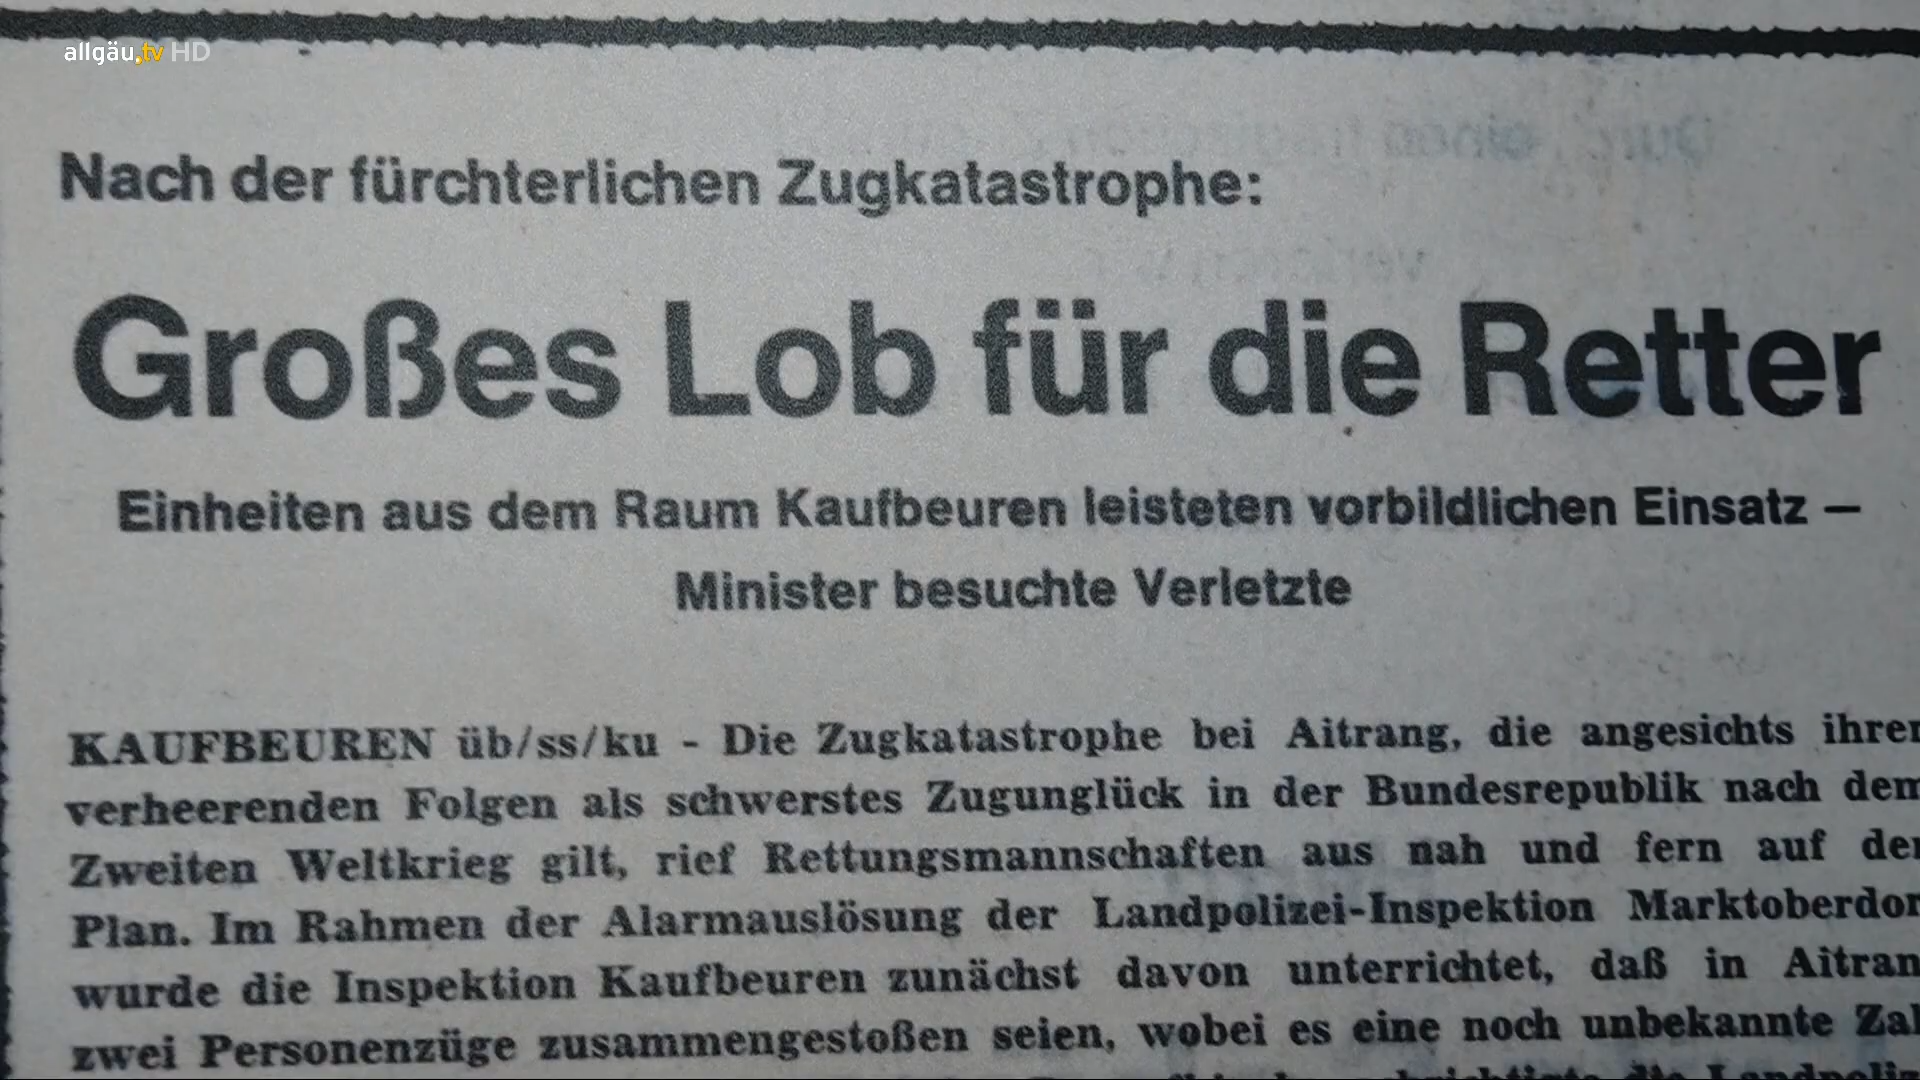 allgäu.tv HD
Nach der fürchterlichen Zugkatastrophe:
Großes Lob für die Retter
Einheiten aus dem Raum Kaufbeuren leisteten vorbildlichen Einsatz —
Minister besuchte Verletzte
KAUFBEUREN üb/ss/ku - Die Zugkatastrophe bei Aitrang, die angesichts ihrer
verheerenden Folgen als schwerstes Zugunglück in der Bundesrepublik nach dem
Zweiten Weltkrieg gilt, rief Rettungsmannschaften aus nah und fern auf
Plan. Im Rahmen der Alarmauslösung der Landpolizei-Inspektion Marktoberdor
wurde die Inspektion Kaufbeuren zunächst davon unterrichtet, daß in Aitran
zwei Personenzüge zusammengestoßen seien, wobei es eine noch unbekannte Zal